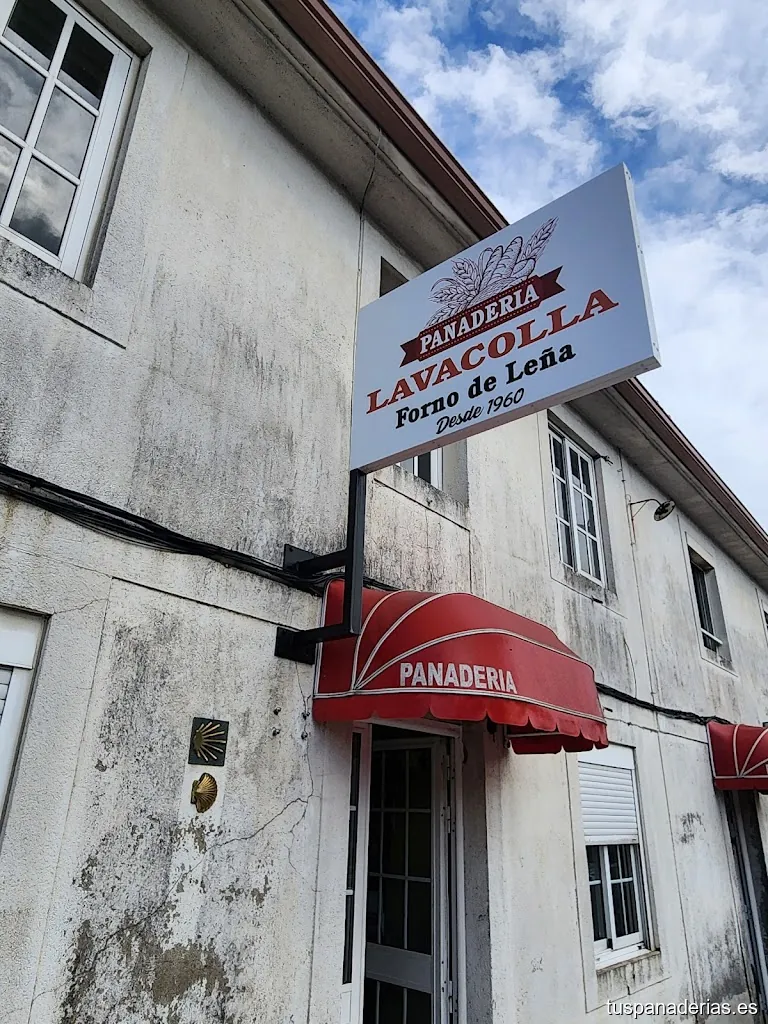 PANADERIA
LAVACOLLA
Forno de Leña
Desde 1960
PANADERIA
tuspanaderias.es